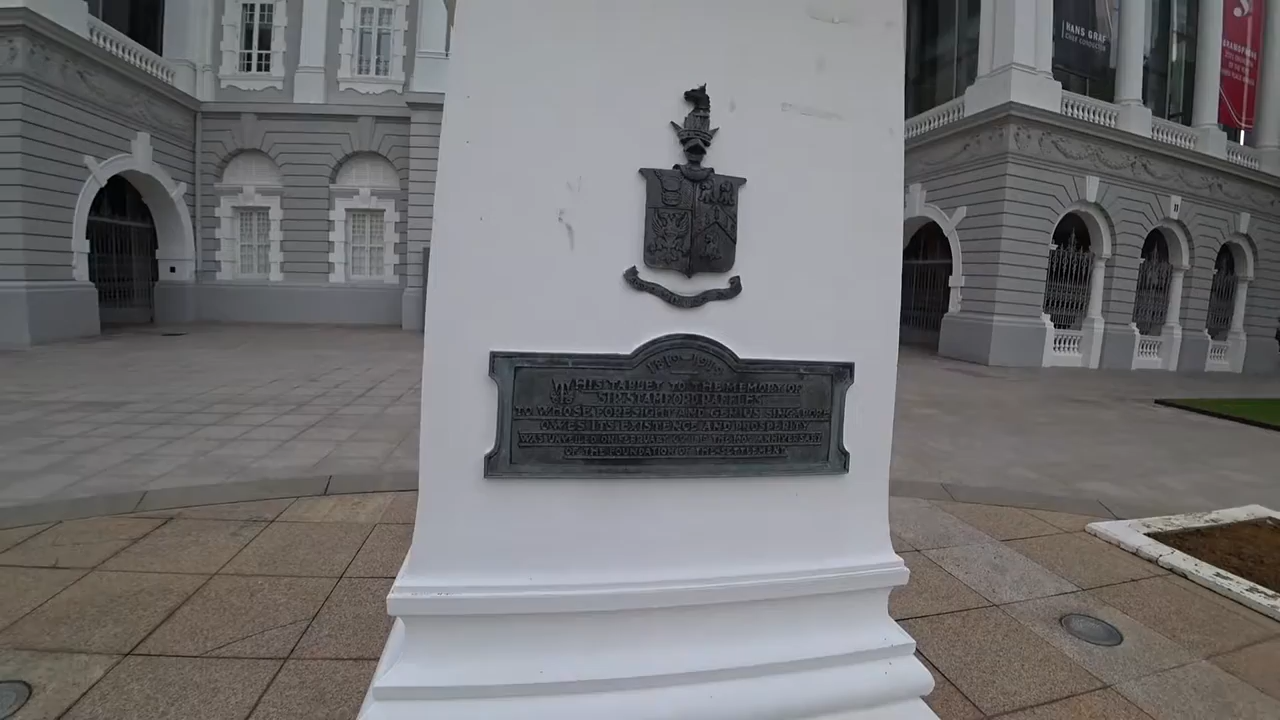 HANS GRAF
CHIEF CONDUCTOR
1819-1919
THIS TABLET TO THE MEMORY OF
SIR STAMFORD RAFFLES
TO WHOSE FORESIGHT AND GENIUS SINGAPORE
OWES ITS EXISTENCE AND PROSPERITY
WAS UNVEILED ON FEBRUARY 6TH 1919 THE 100TH ANNIVERSARY
OF THE FOUNDATION OF THE SETTLEMENT
11